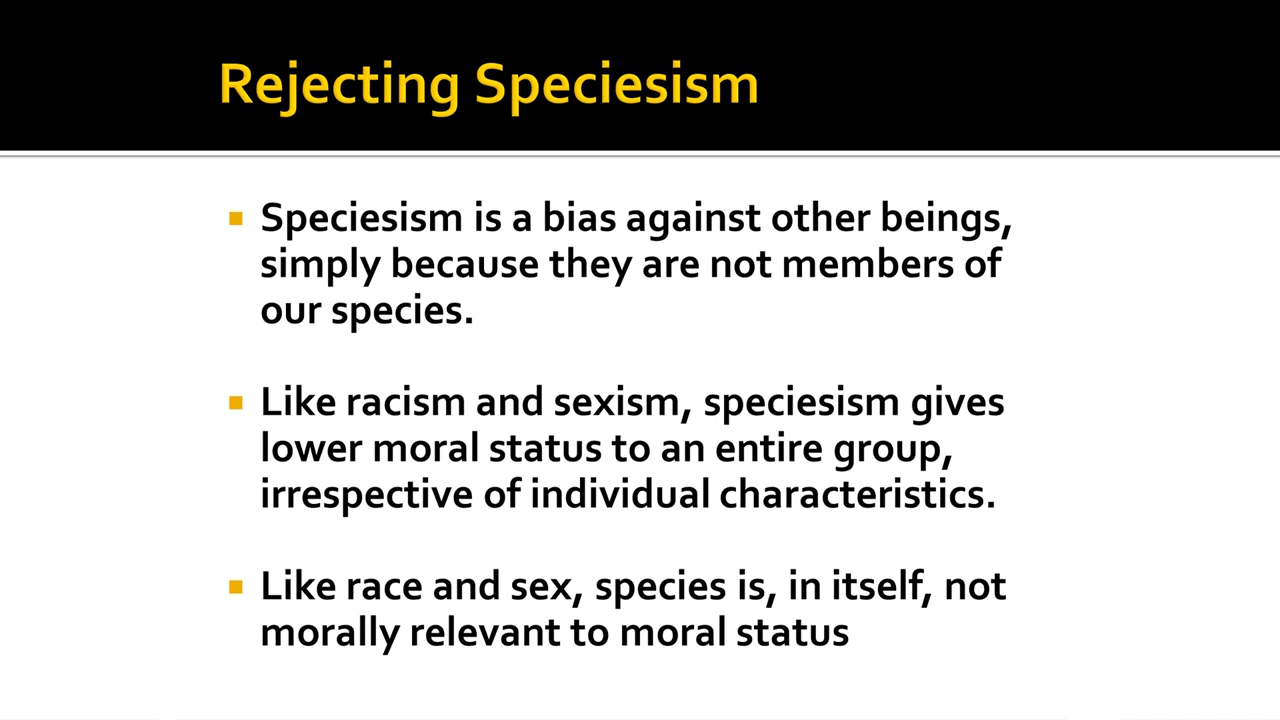 Rejecting Speciesism
Speciesism is a bias against other beings,
simply because they are not members of
our species.
Like racism and sexism, speciesism gives
lower moral status to an entire group,
irrespective of individual characteristics.
Like race and sex, species is, in itself, not
morally relevant to moral status